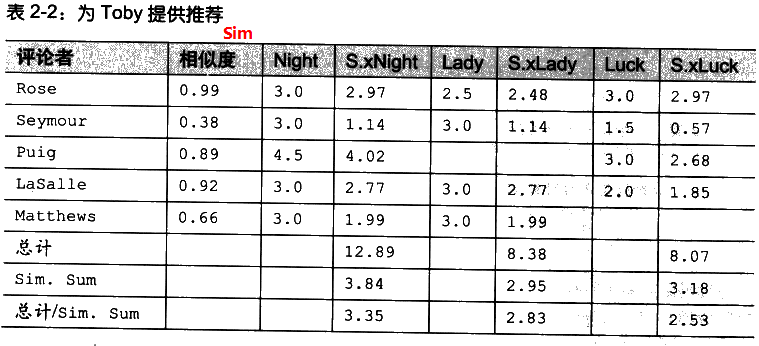 表 2-2：为 Toby 提供推荐
Sim
评论者 相似度 Night S.xNight Lady S.xLady Luck S.xLuck
Rose 0.99 3.0 2.97 2.5 2.48 3.0 2.97
Seymour 0.38 3.0 1.14 3.0 1.14 1.5 0.57
Puig 0.89 4.5 4.02 3.0 2.68
LaSalle 0.92 3.0 2.77 3.0 2.77 2.0 1.85
Matthews 0.66 3.0 1.99 3.0 1.99
总计 12.89 8.38 8.07
Sim. Sum 3.84 2.95 3.18
总计/Sim. Sum 3.35 2.83 2.53